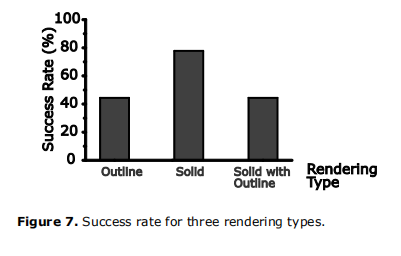 100
80
60
40
20
0
Success Rate (%)
Outline
Solid
Solid with
Outline
Rendering
Type
Figure 7. Success rate for three rendering types.